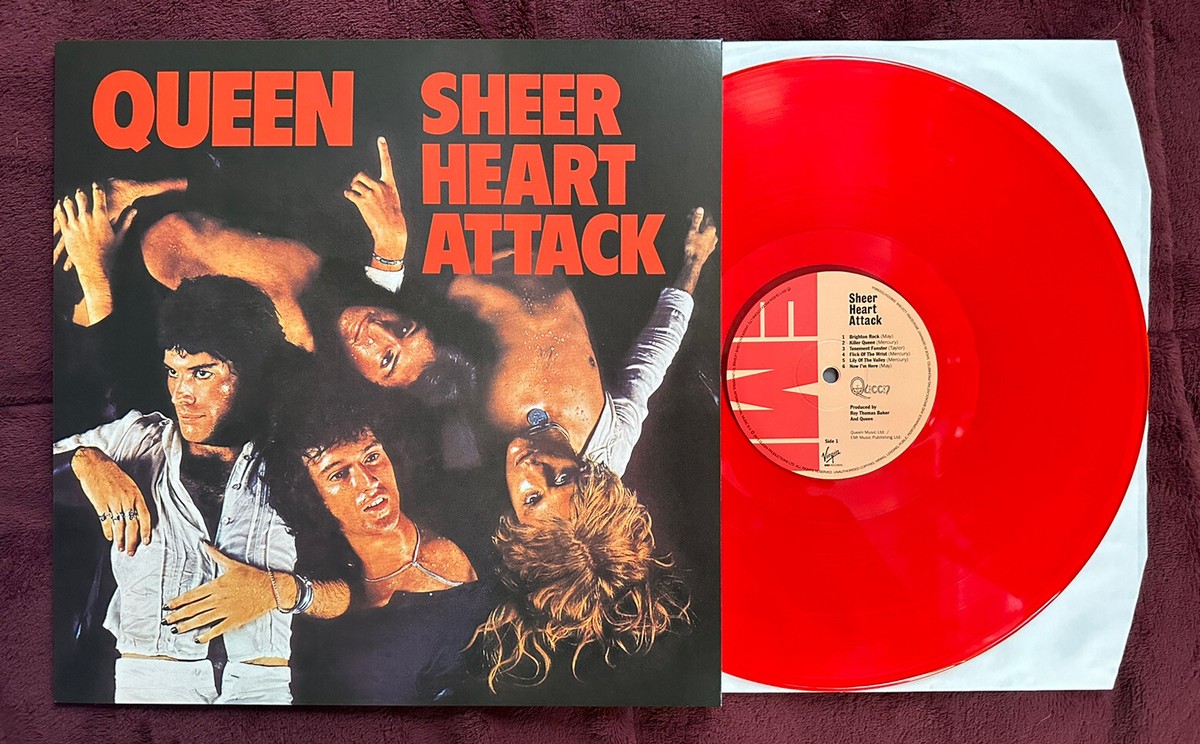 QUEEN
SHEER
HEART
ATTACK
EMI
Sheer
Heart
Attack
1 Brighton Rock (May)
2 Killer Queen (Mercury)
3 Tenement Funster (Taylor)
4 Flick Of The Wrist (Mercury)
5 Lily Of The Valley (Mercury)
6 Now I'm Here (May)
Queen
Produced by
Roy Thomas Baker
And Queen
Queen Music Ltd. /
EMI Music Publishing Ltd.
Side 1
Virgin